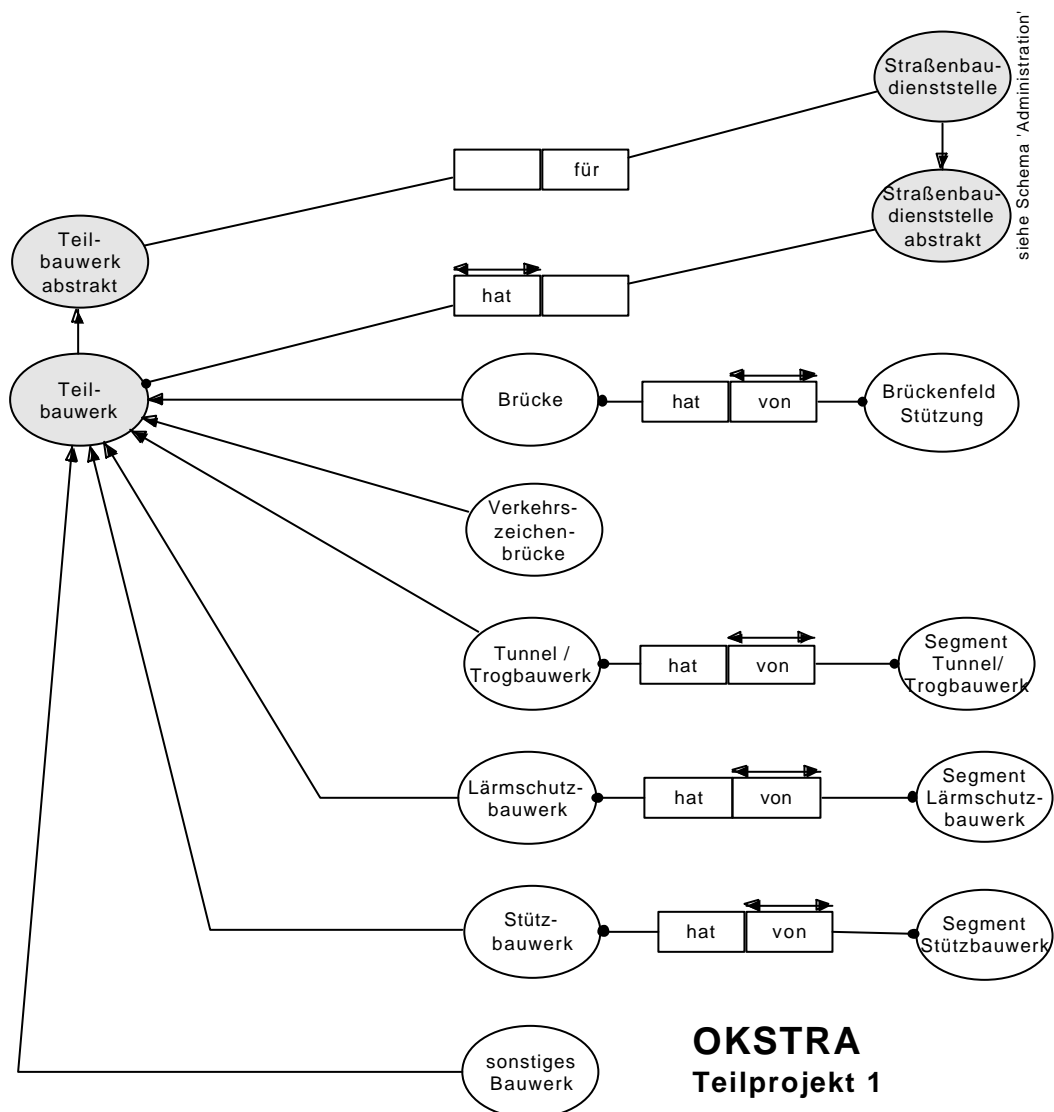 Straßenbau-
dienststelle
siehe Schema 'Administration'
für
Straßenbau-
dienststelle
abstrakt
Teil-
bauwerk
abstrakt
hat
Teil-
bauwerk
Brücke
hat
von
Brückenfeld
Stützung
Verkehrs-
zeichen-
brücke
Tunnel /
Trogbauwerk
hat
von
Segment
Tunnel/
Trogbauwerk
Lärmschutz-
bauwerk
hat
von
Segment
Lärmschutz-
bauwerk
Stütz-
bauwerk
hat
von
Segment
Stützbauwerk
sonstiges
Bauwerk
OKSTRA
Teilprojekt 1